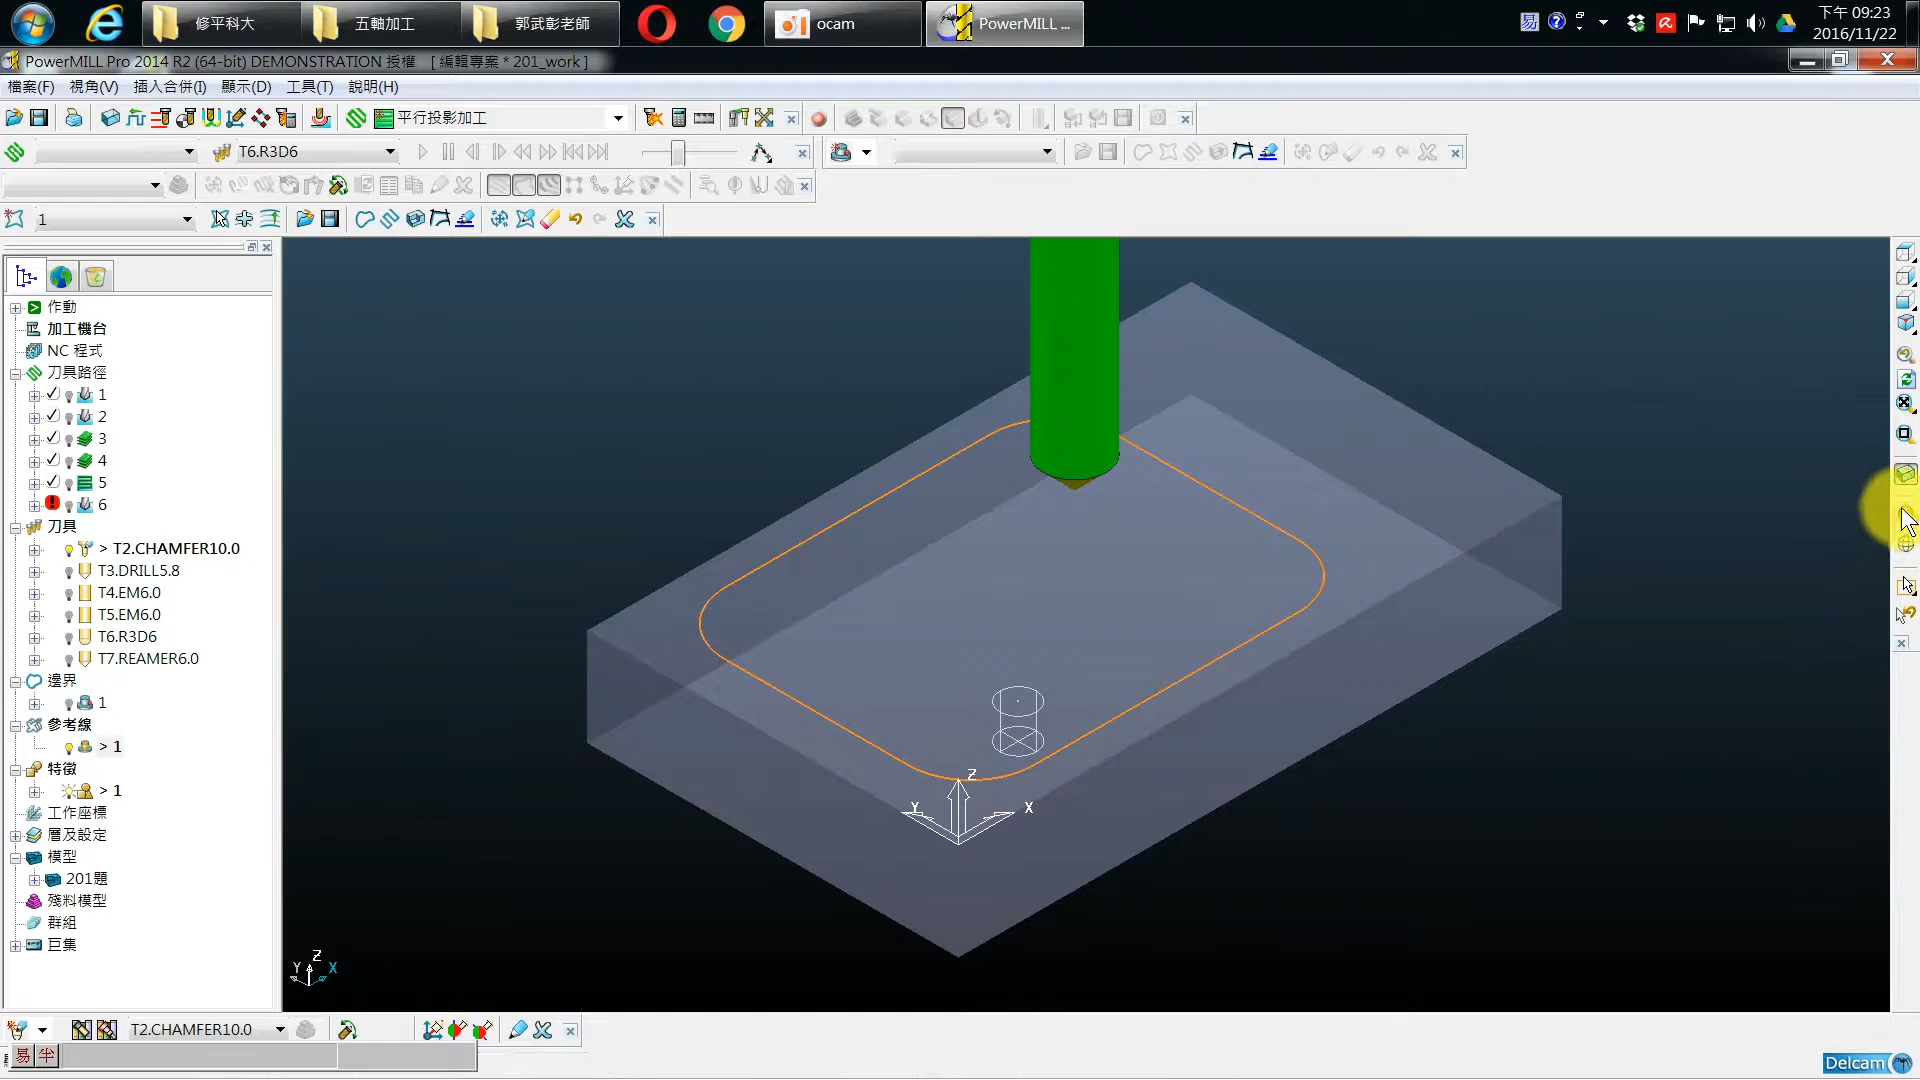 修平科大
五軸加工
郭武彰老師
ocam
PowerMILL ...
下午 09:23
2016/11/22
PowerMILL Pro 2014 R2 (64-bit) DEMONSTRATION 授權 [ 編輯專案 * 201_work ]
檔案(F) 視角(V) 插入合併(I) 顯示(D) 工具(T) 說明(H)
平行投影加工
T6.R3D6
1
作動
加工機台
NC 程式
刀具路徑
1
2
3
4
5
6
刀具
> T2.CHAMFER10.0
T3.DRILL5.8
T4.EM6.0
T5.EM6.0
T6.R3D6
T7.REAMER6.0
邊界
1
參考線
> 1
特徵
> 1
工作座標
層及設定
模型
201題
殘料模型
群組
巨集
Z
Y
X
Z
Y
X
T2.CHAMFER10.0
易 半
Delcam